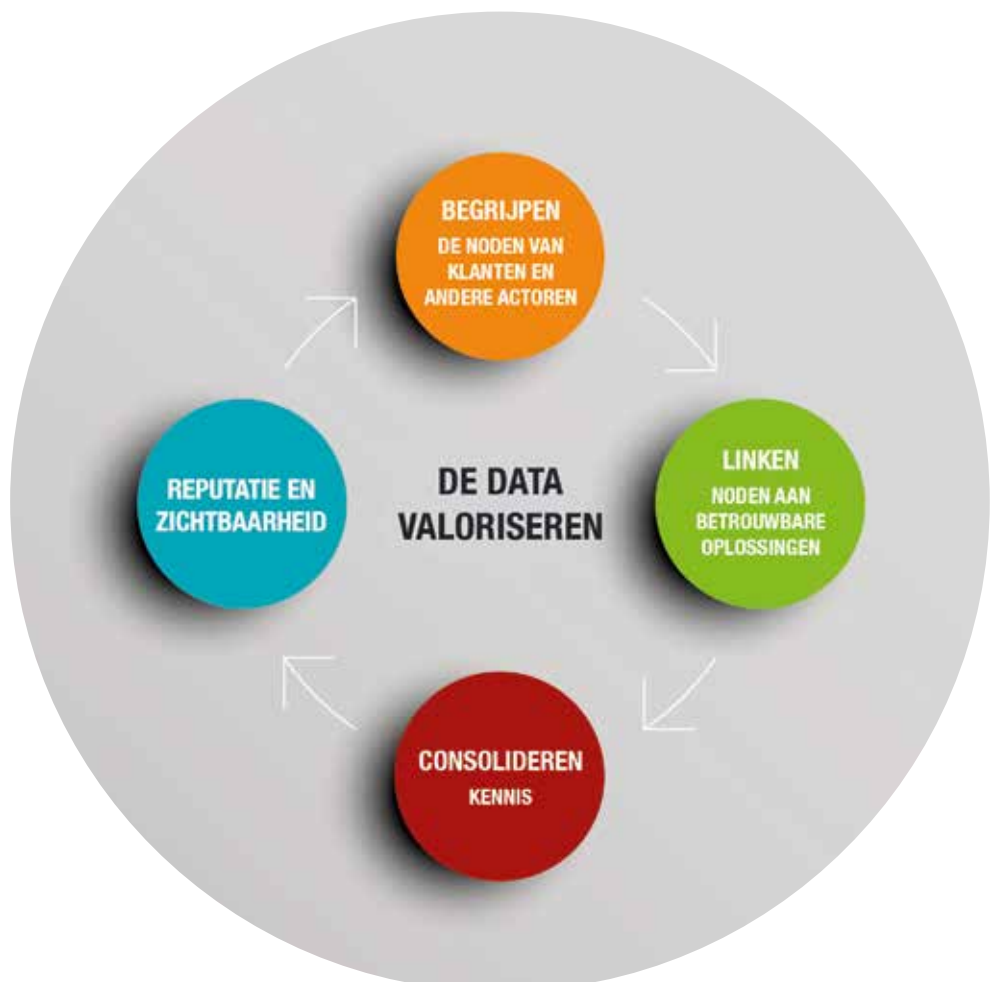 BEGRIJPEN
DE NODEN VAN
KLANTEN EN
ANDERE ACTOREN
LINKEN
NODEN AAN
BETROUWBARE
OPLOSSINGEN
CONSOLIDEREN
KENNIS
REPUTATIE EN
ZICHTBAARHEID
DE DATA
VALORISEREN